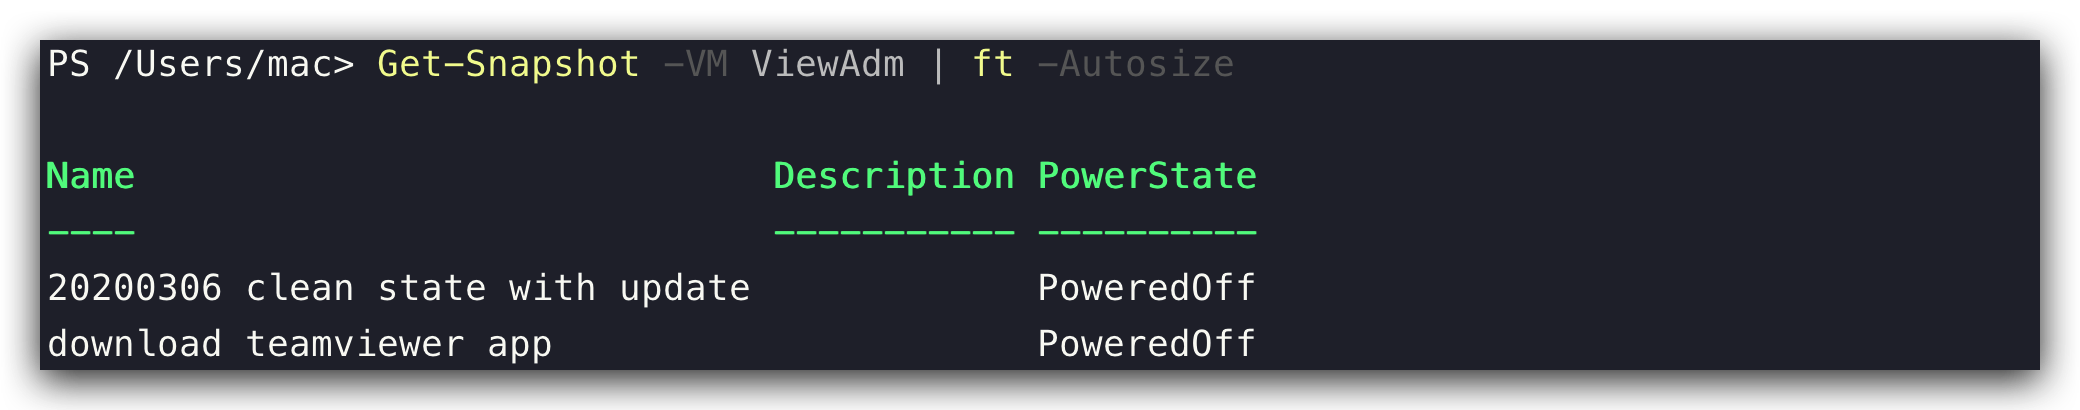 PS /Users/mac> Get-Snapshot -VM ViewAdm | ft -Autosize
Name Description PowerState
---- ----------- ----------
20200306 clean state with update PoweredOff
download teamviewer app PoweredOff